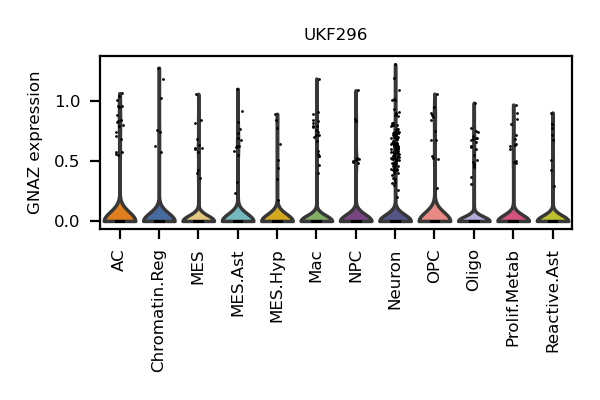 UKF296
GNAZ expression
1.0
0.5
0.0
AC
Chromatin.Reg
MES
MES.Ast
MES.Hyp
Mac
NPC
Neuron
OPC
Oligo
Prolif.Metab
Reactive.Ast